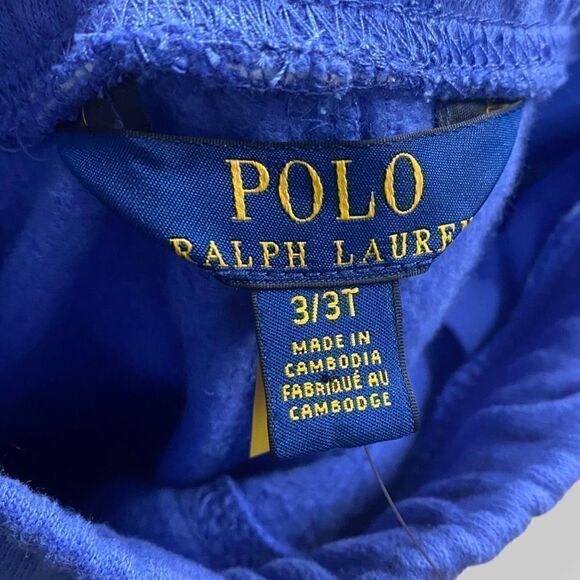 POLO
RALPH LAUREN
3/3T
MADE IN
CAMBODIA
FABRIQUÉ AU
CAMBODGE